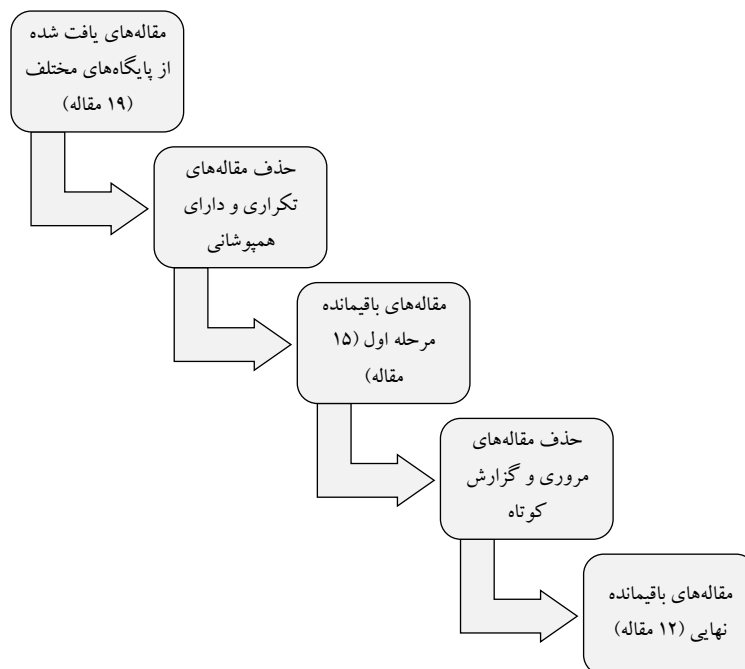 مقاله‌های یافت شده
از پایگاه‌های مختلف
(۱۹ مقاله)
حذف مقاله‌های
تکراری و دارای
همپوشانی
مقاله‌های باقیمانده
مرحله اول (۱۵
مقاله)
حذف مقاله‌های
مروری و گزارش
کوتاه
مقاله‌های باقیمانده
نهایی (۱۲ مقاله)